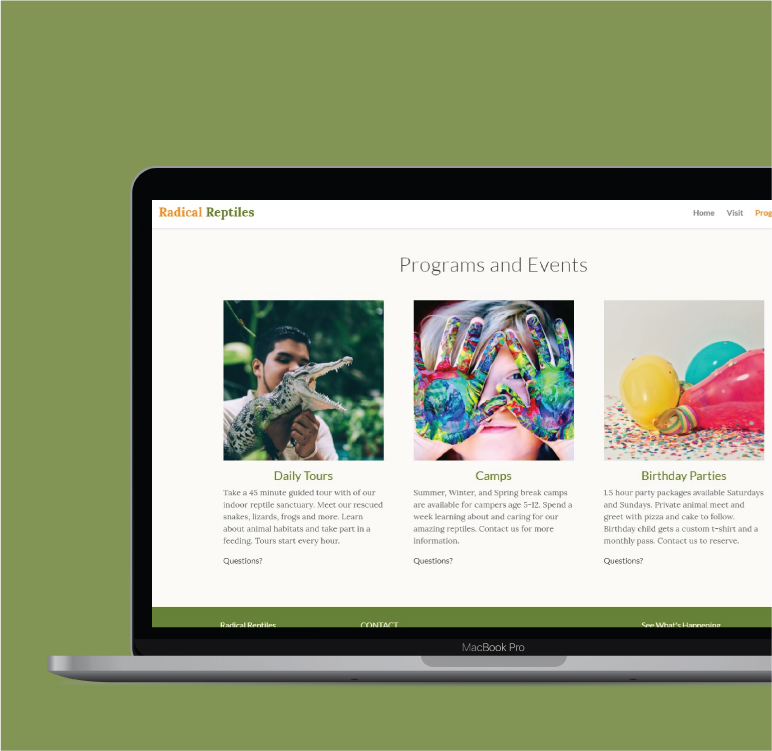 Radical Reptiles
Home Visit
Programs and Events
Daily Tours
Take a 45 minute guided tour with of our
indoor reptile sanctuary. Meet our rescued
snakes, lizards, frogs and more. Learn
about animal habitats and take part in a
feeding. Tours start every hour.
Questions?
Camps
Summer, Winter, and Spring break camps
are available for campers age 5-12. Spend a
week learning about and caring for our
amazing reptiles. Contact us for more
information.
Questions?
Birthday Parties
1.5 hour party packages available Saturdays
and Sundays. Private animal meet and
greet with pizza and cake to follow.
Birthday child gets a custom t-shirt and a
monthly pass. Contact us to reserve.
Questions?
Radical Reptiles
CONTACT
See What's Happening
MacBook Pro